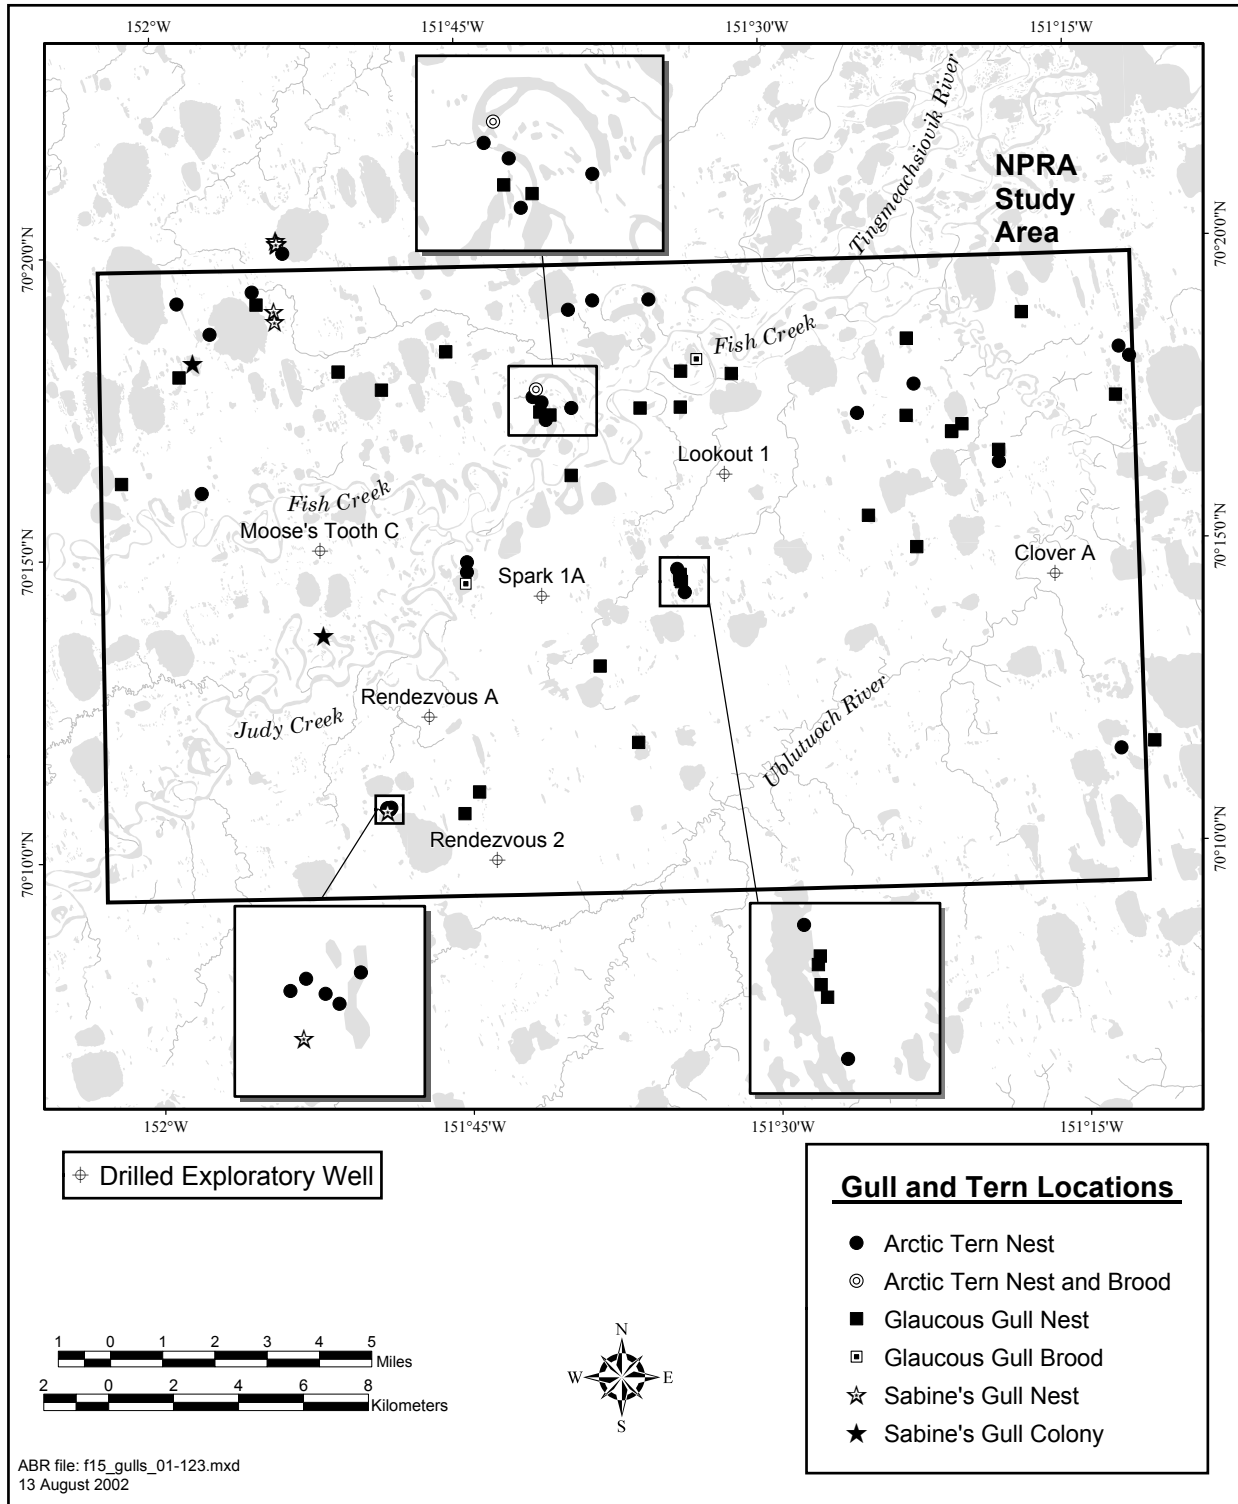 152°W 151°45'W 151°30'W 151°15'W
Tingmeachsiovik River
NPRA
Study
Area
70°20'0"N
70°20'0"N
Fish Creek
Lookout 1
Fish Creek
Moose's Tooth C
70°15'0"N
70°15'0"N
Spark 1A
Clover A
Rendezvous A
Judy Creek
Ublutuoch River
Rendezvous 2
70°10'0"N
70°10'0"N
152°W 151°45'W 151°30'W 151°15'W
Drilled Exploratory Well
Gull and Tern Locations
Arctic Tern Nest
Arctic Tern Nest and Brood
Glaucous Gull Nest
Glaucous Gull Brood
Sabine's Gull Nest
Sabine's Gull Colony
1 0 1 2 3 4 5
Miles
2 0 2 4 6 8
Kilometers
N
W E
S
ABR file: f15_gulls_01-123.mxd
13 August 2002